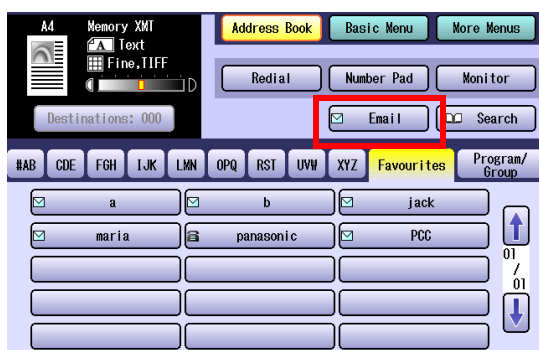 A4 Memory XMT
A Text
Fine,TIFF
D
Destinations: 000
Address Book Basic Menu More Menus
Redial Number Pad Monitor
Email Search
#AB CDE FGH IJK LMN OPQ RST UVW XYZ Favourites Program/
Group
a b jack
maria panasonic PCC
01
/
01